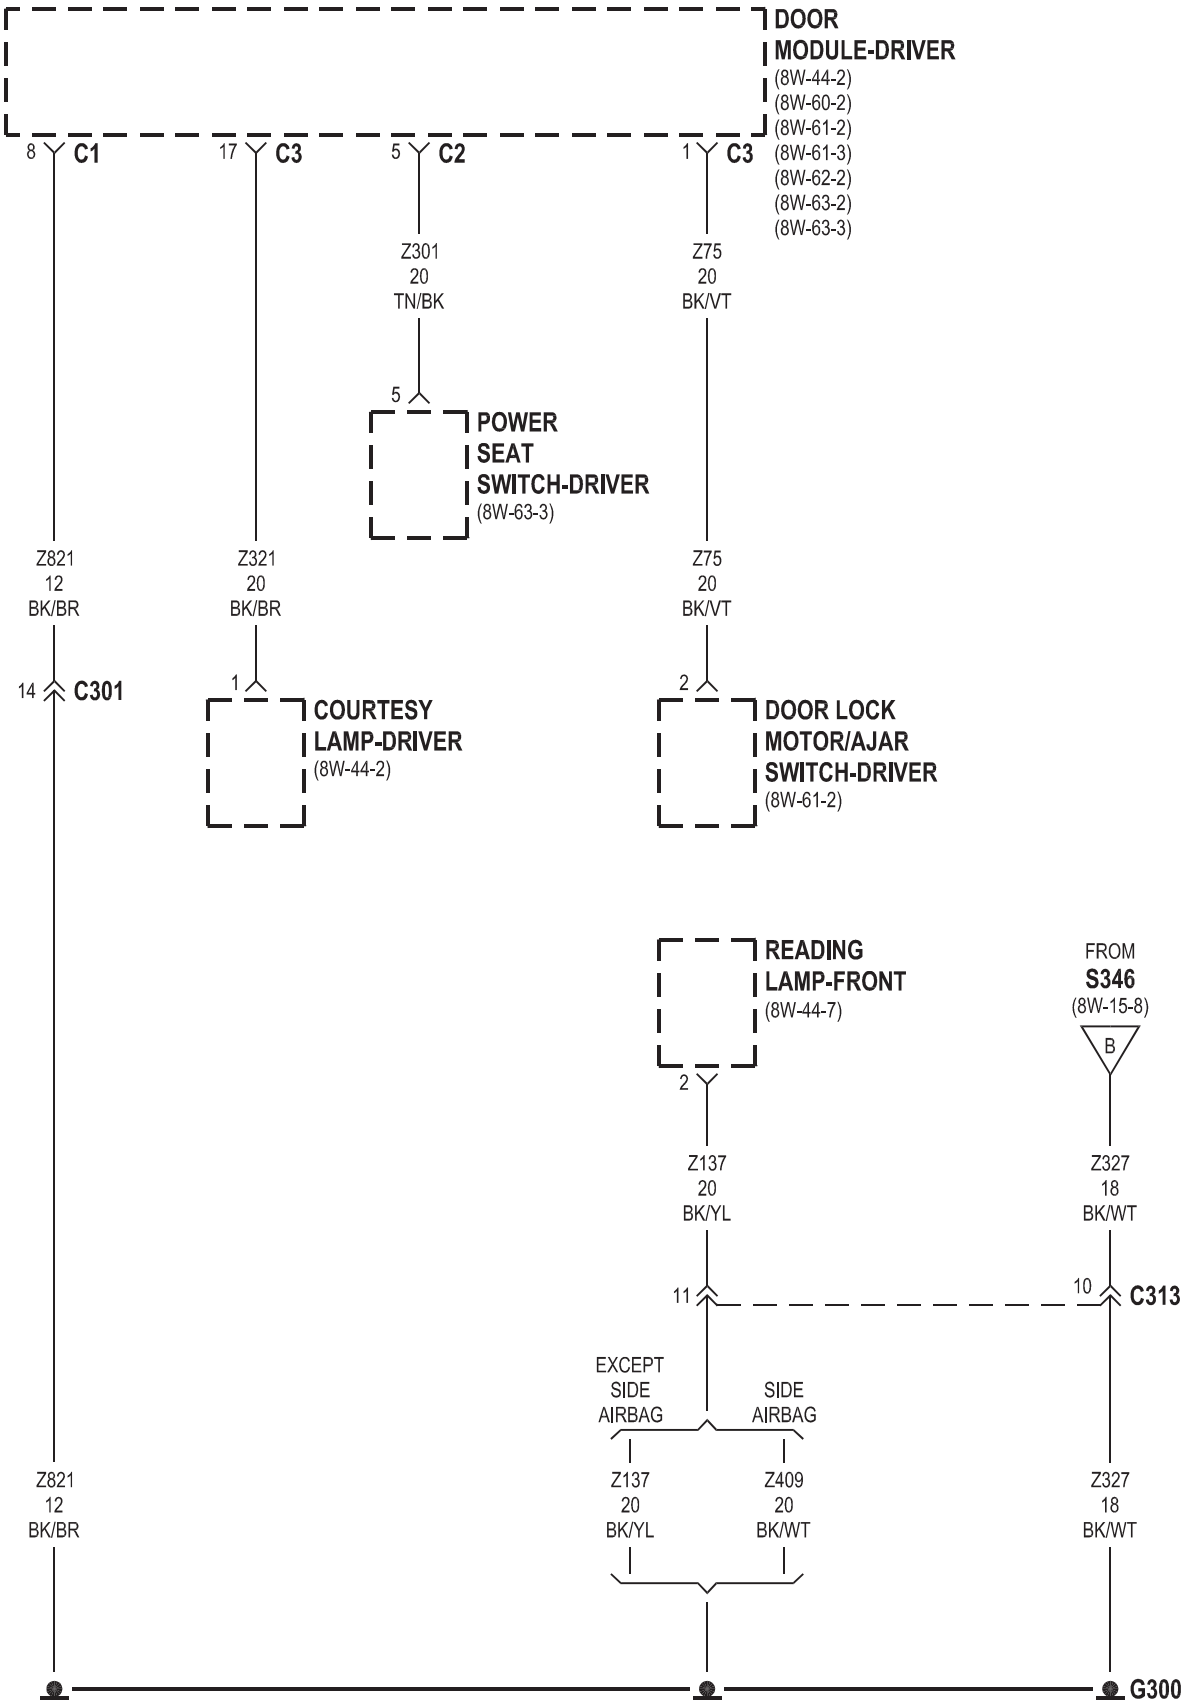 DOOR
MODULE-DRIVER
(8W-44-2)
(8W-60-2)
(8W-61-2)
(8W-61-3)
(8W-62-2)
(8W-63-2)
(8W-63-3)
8 C1
17 C3
5 C2
1 C3
Z301
20
TN/BK
Z75
20
BK/VT
5
POWER
SEAT
SWITCH-DRIVER
(8W-63-3)
Z821
12
BK/BR
Z321
20
BK/BR
Z75
20
BK/VT
14 C301
1
COURTESY
LAMP-DRIVER
(8W-44-2)
2
DOOR LOCK
MOTOR/AJAR
SWITCH-DRIVER
(8W-61-2)
READING
LAMP-FRONT
(8W-44-7)
2
FROM
S346
(8W-15-8)
B
Z137
20
BK/YL
Z327
18
BK/WT
11
10 C313
EXCEPT
SIDE
AIRBAG
SIDE
AIRBAG
Z821
12
BK/BR
Z137
20
BK/YL
Z409
20
BK/WT
Z327
18
BK/WT
G300